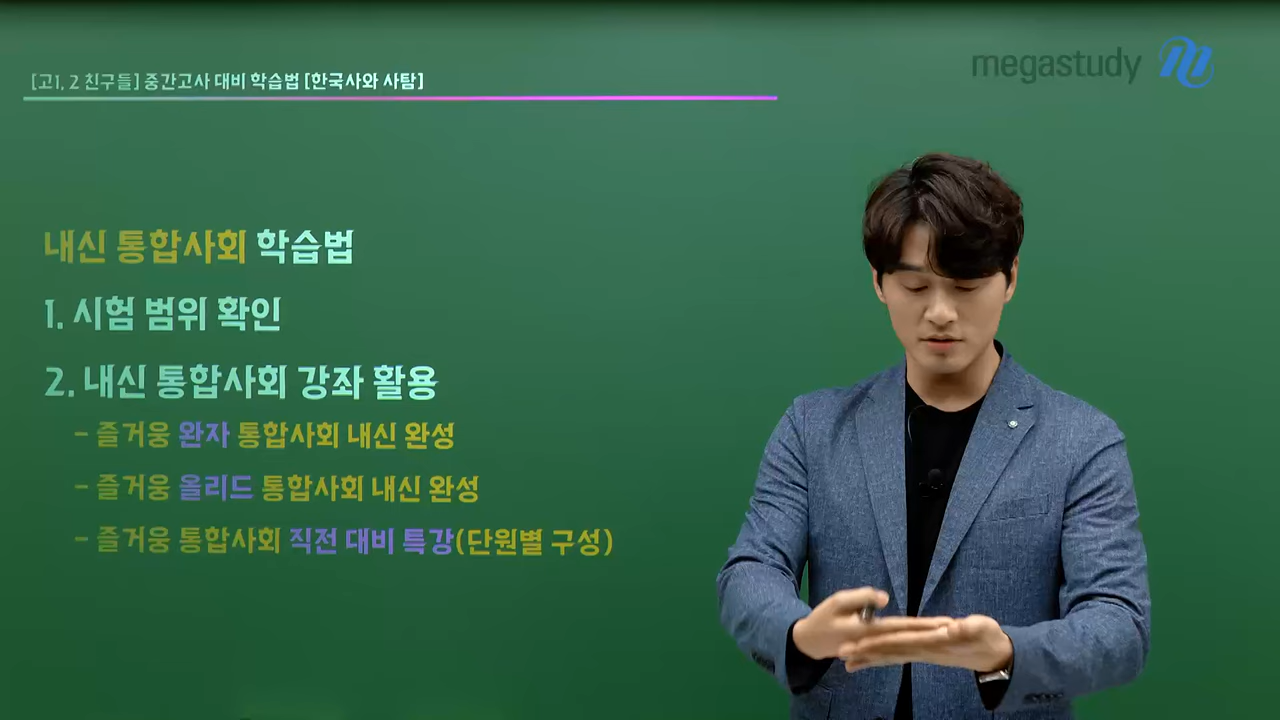 [고1, 2 친구들] 중간고사 대비 학습법 [한국사와 사탐]
megastudy
내신 통합사회 학습법
1. 시험 범위 확인
2. 내신 통합사회 강좌 활용
- 즐거웅 완자 통합사회 내신 완성
- 즐거웅 올리드 통합사회 내신 완성
- 즐거웅 통합사회 직전 대비 특강(단원별 구성)